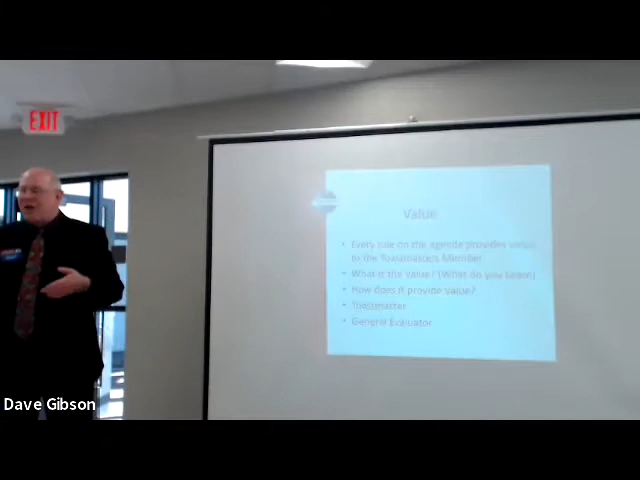 EXIT
Value
• Every role on the agenda provides value
to the Toastmasters Member
• What is the value? (What do you learn)
• How does it provide value?
• Toastmaster
• General Evaluator
Dave Gibson